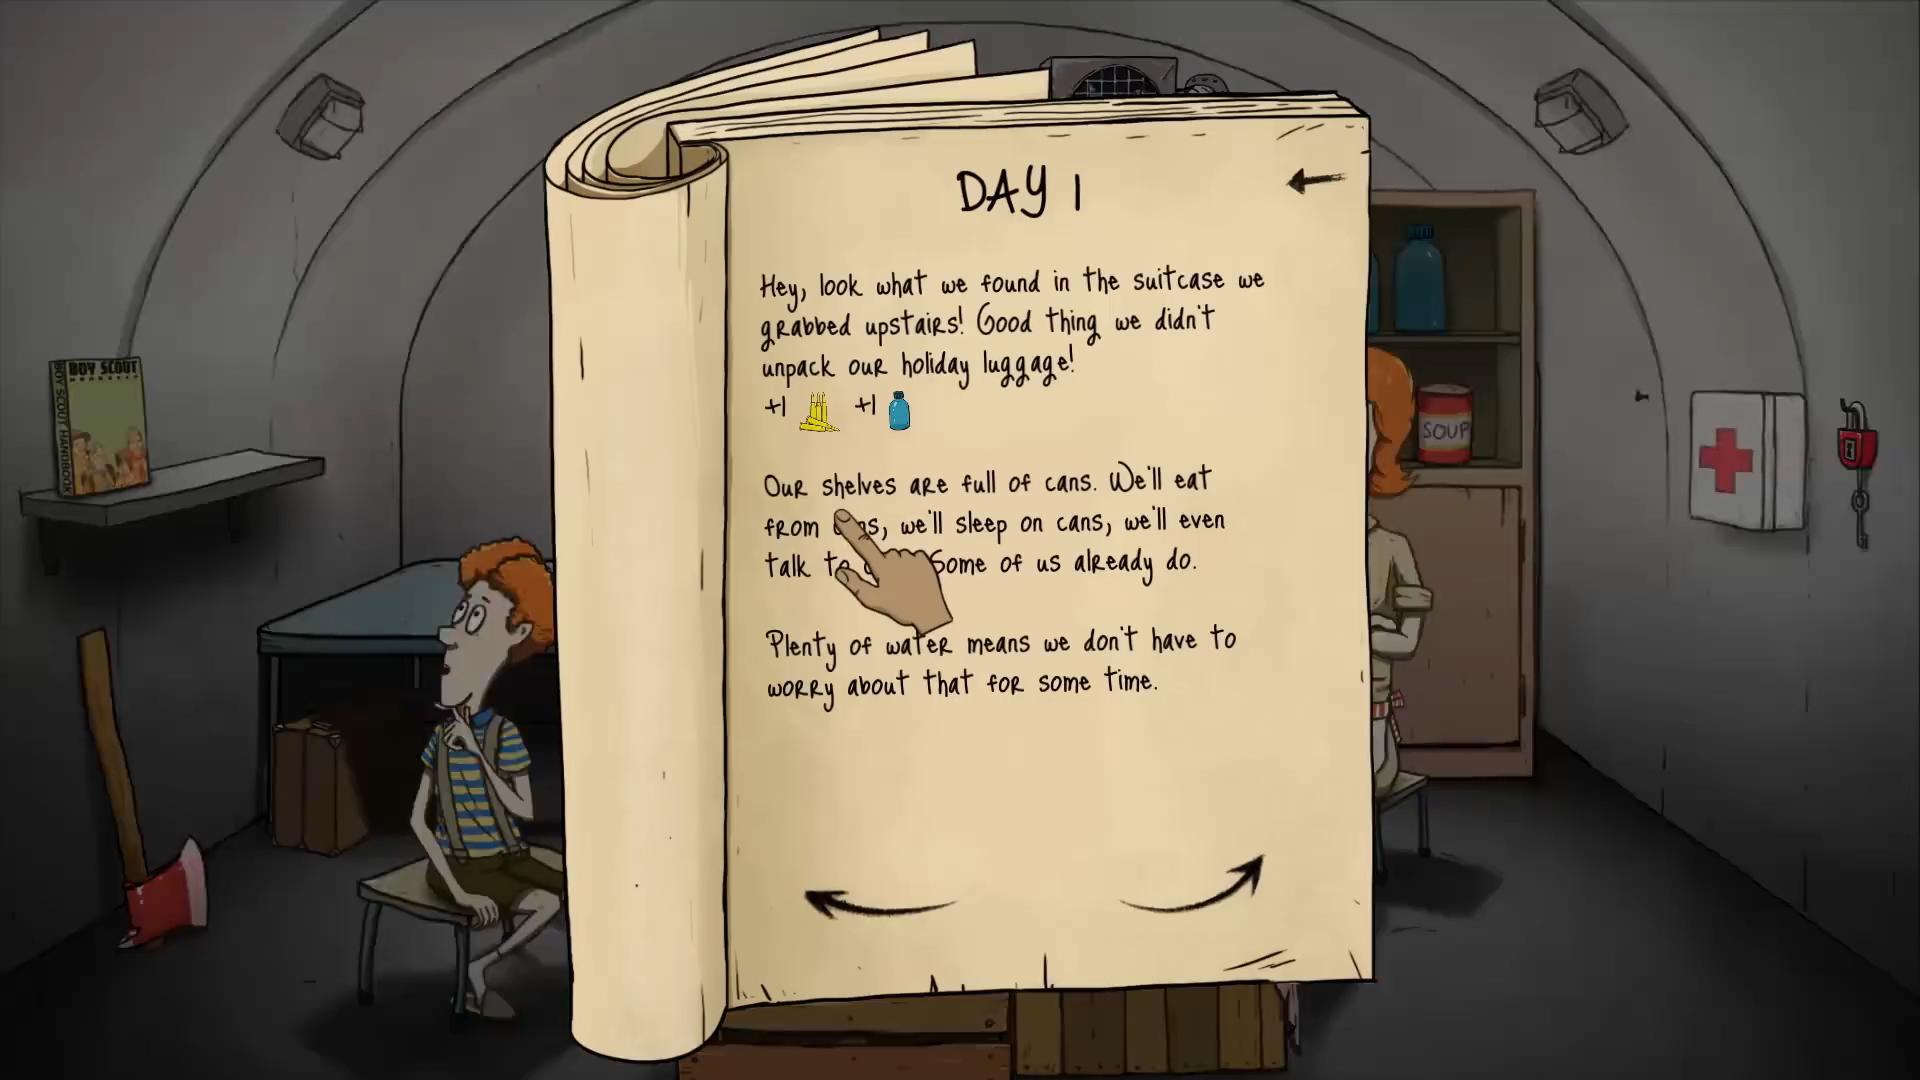 DAY 1
Hey, look what we found in the suitcase we
grabbed upstairs! Good thing we didn't
unpack our holiday luggage!
+1 +1
Our shelves are full of cans. We'll eat
from , we'll sleep on cans, we'll even
talk to Some of us already do.
Plenty of water means we don't have to
worry about that for some time.
BOY SCOUT
BOY SCOUT HANDBOOK
SOUP